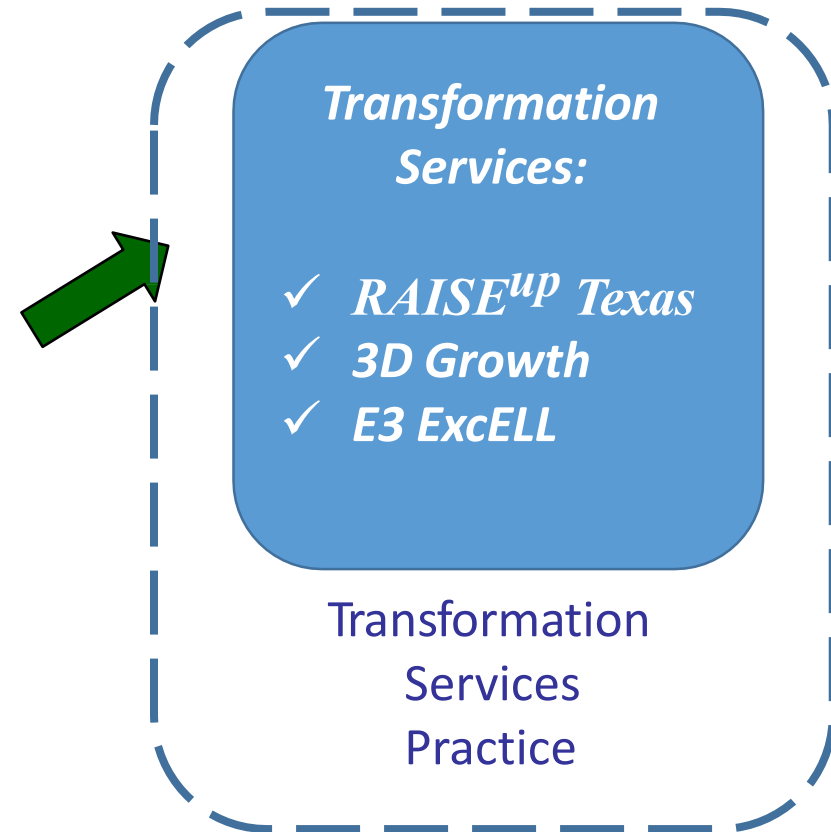 Transformation
Services:
✓ RAISEup Texas
✓ 3D Growth
✓ E3 ExcELL
Transformation
Services
Practice